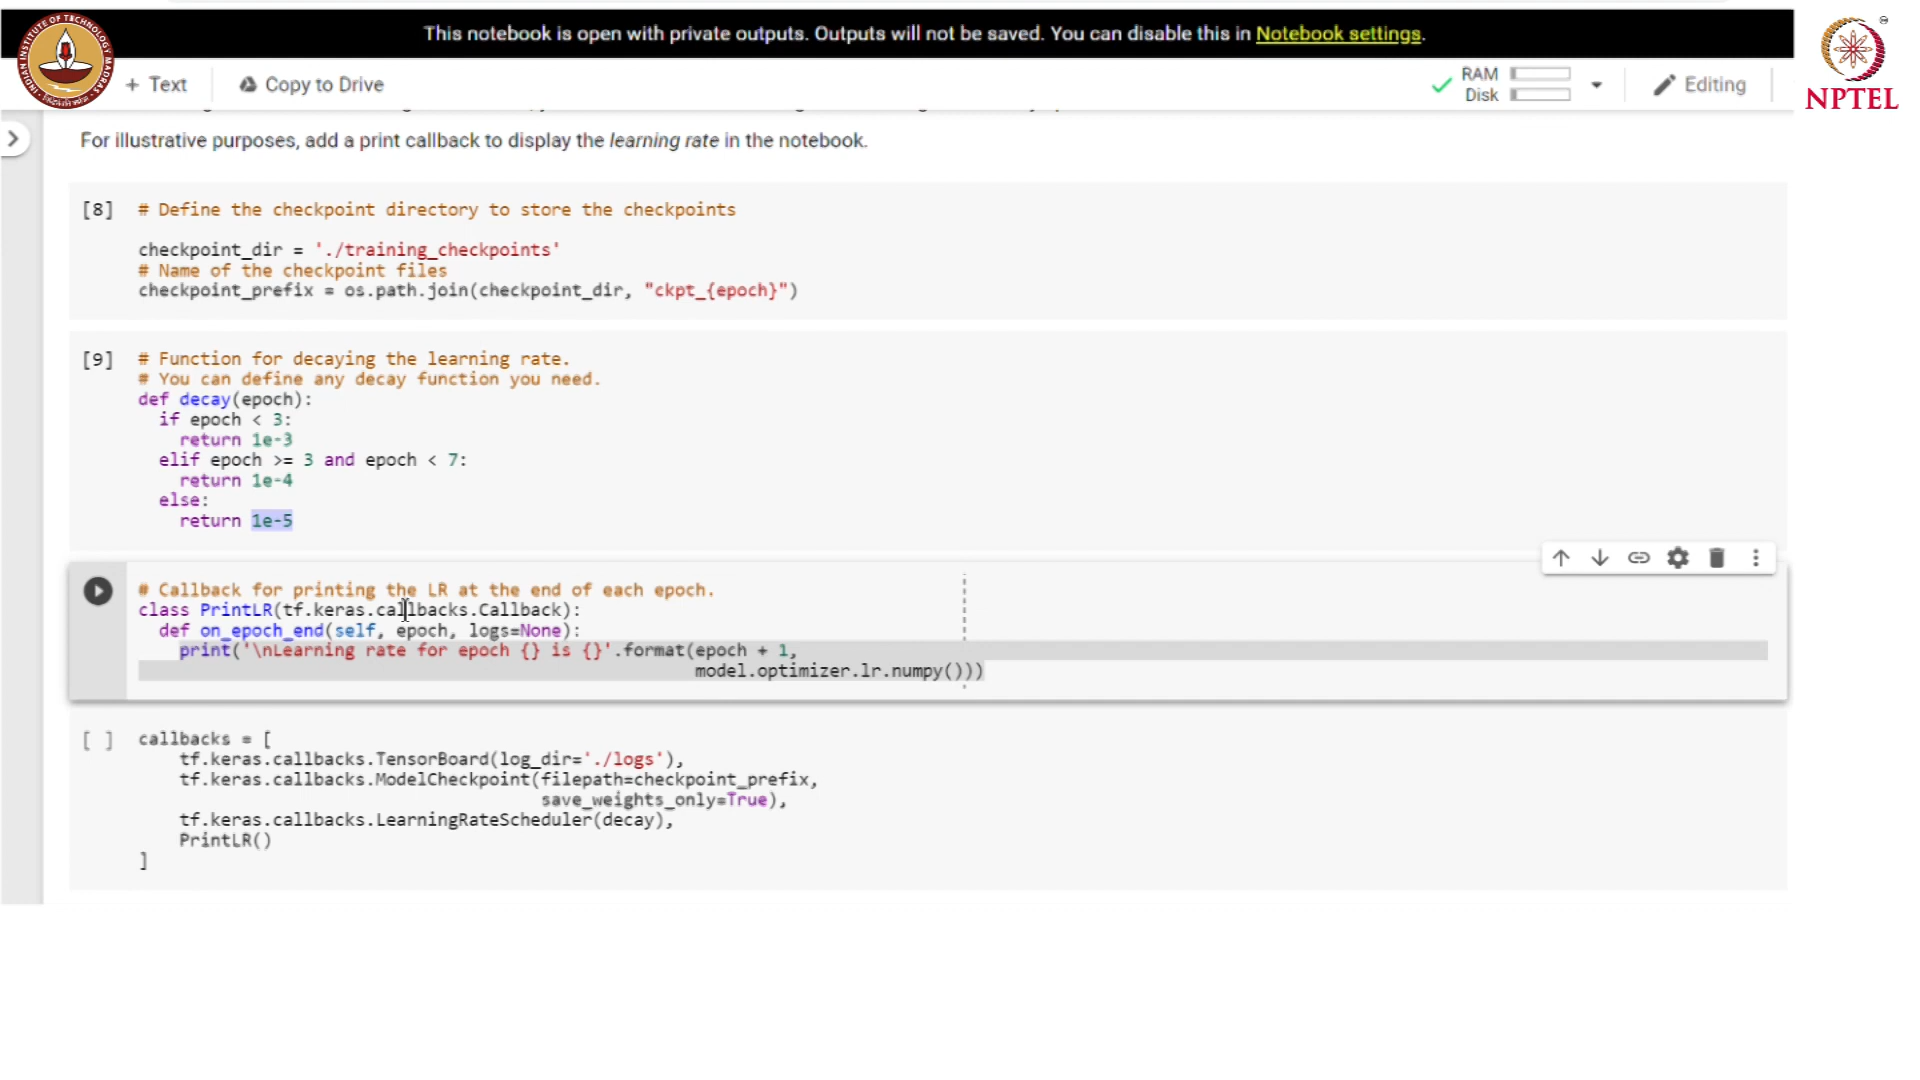 This notebook is open with private outputs. Outputs will not be saved. You can disable this in Notebook settings.
+ Text
Copy to Drive
RAM
Disk
Editing
NPTEL
For illustrative purposes, add a print callback to display the learning rate in the notebook.
[8] # Define the checkpoint directory to store the checkpoints
checkpoint_dir = './training_checkpoints'
# Name of the checkpoint files
checkpoint_prefix = os.path.join(checkpoint_dir, "ckpt_{epoch}")
[9] # Function for decaying the learning rate.
# You can define any decay function you need.
def decay(epoch):
  if epoch < 3:
    return 1e-3
  elif epoch >= 3 and epoch < 7:
    return 1e-4
  else:
    return 1e-5
# Callback for printing the LR at the end of each epoch.
class PrintLR(tf.keras.callbacks.Callback):
  def on_epoch_end(self, epoch, logs=None):
    print('\nLearning rate for epoch {} is {}'.format(epoch + 1,
                                                      model.optimizer.lr.numpy()))
[ ] callbacks = [
    tf.keras.callbacks.TensorBoard(log_dir='./logs'),
    tf.keras.callbacks.ModelCheckpoint(filepath=checkpoint_prefix,
                                       save_weights_only=True),
    tf.keras.callbacks.LearningRateScheduler(decay),
    PrintLR()
]